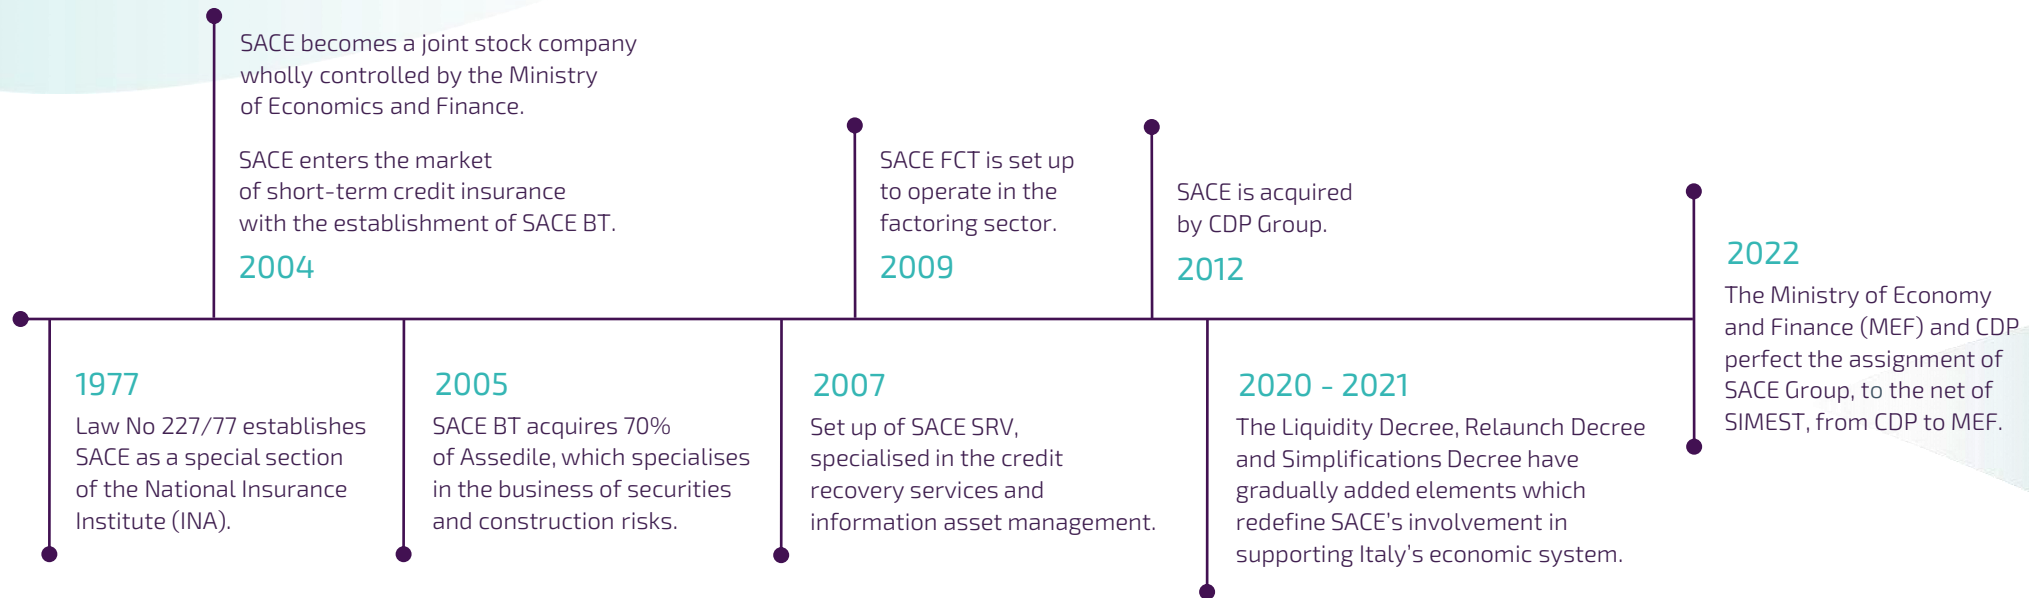 SACE becomes a joint stock company
wholly controlled by the Ministry
of Economics and Finance.
SACE enters the market
of short-term credit insurance
with the establishment of SACE BT.
2004
SACE FCT is set up
to operate in the
factoring sector.
2009
SACE is acquired
by CDP Group.
2012
2022
The Ministry of Economy
and Finance (MEF) and CDP
perfect the assignment of
SACE Group, to the net of
SIMEST, from CDP to MEF.
1977
Law No 227/77 establishes
SACE as a special section
of the National Insurance
Institute (INA).
2005
SACE BT acquires 70%
of Assedile, which specialises
in the business of securities
and construction risks.
2007
Set up of SACE SRV,
specialised in the credit
recovery services and
information asset management.
2020 - 2021
The Liquidity Decree, Relaunch Decree
and Simplifications Decree have
gradually added elements which
redefine SACE's involvement in
supporting Italy's economic system.